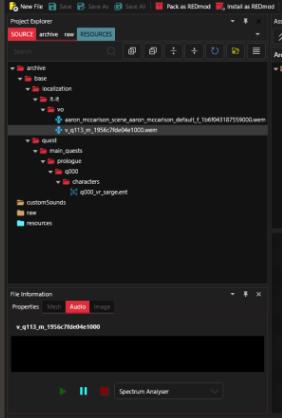 New File Save Save As Save All Pack as REDmod Install as REDmod
Project Explorer
SOURCE archive raw RESOURCES
Search
archive
base
localization
it-it
vo
aaron_mccarlson_scene_aaron_mccarlson_default_f_1b6f043187559000.wem
v_q113_m_1956c7fde04e1000.wem
quest
main_quests
prologue
q000
characters
q000_vr_sarge.ent
customSounds
raw
resources
File Information
Properties Mesh Audio Image
v_q113_m_1956c7fde04e1000
Spectrum Analyser